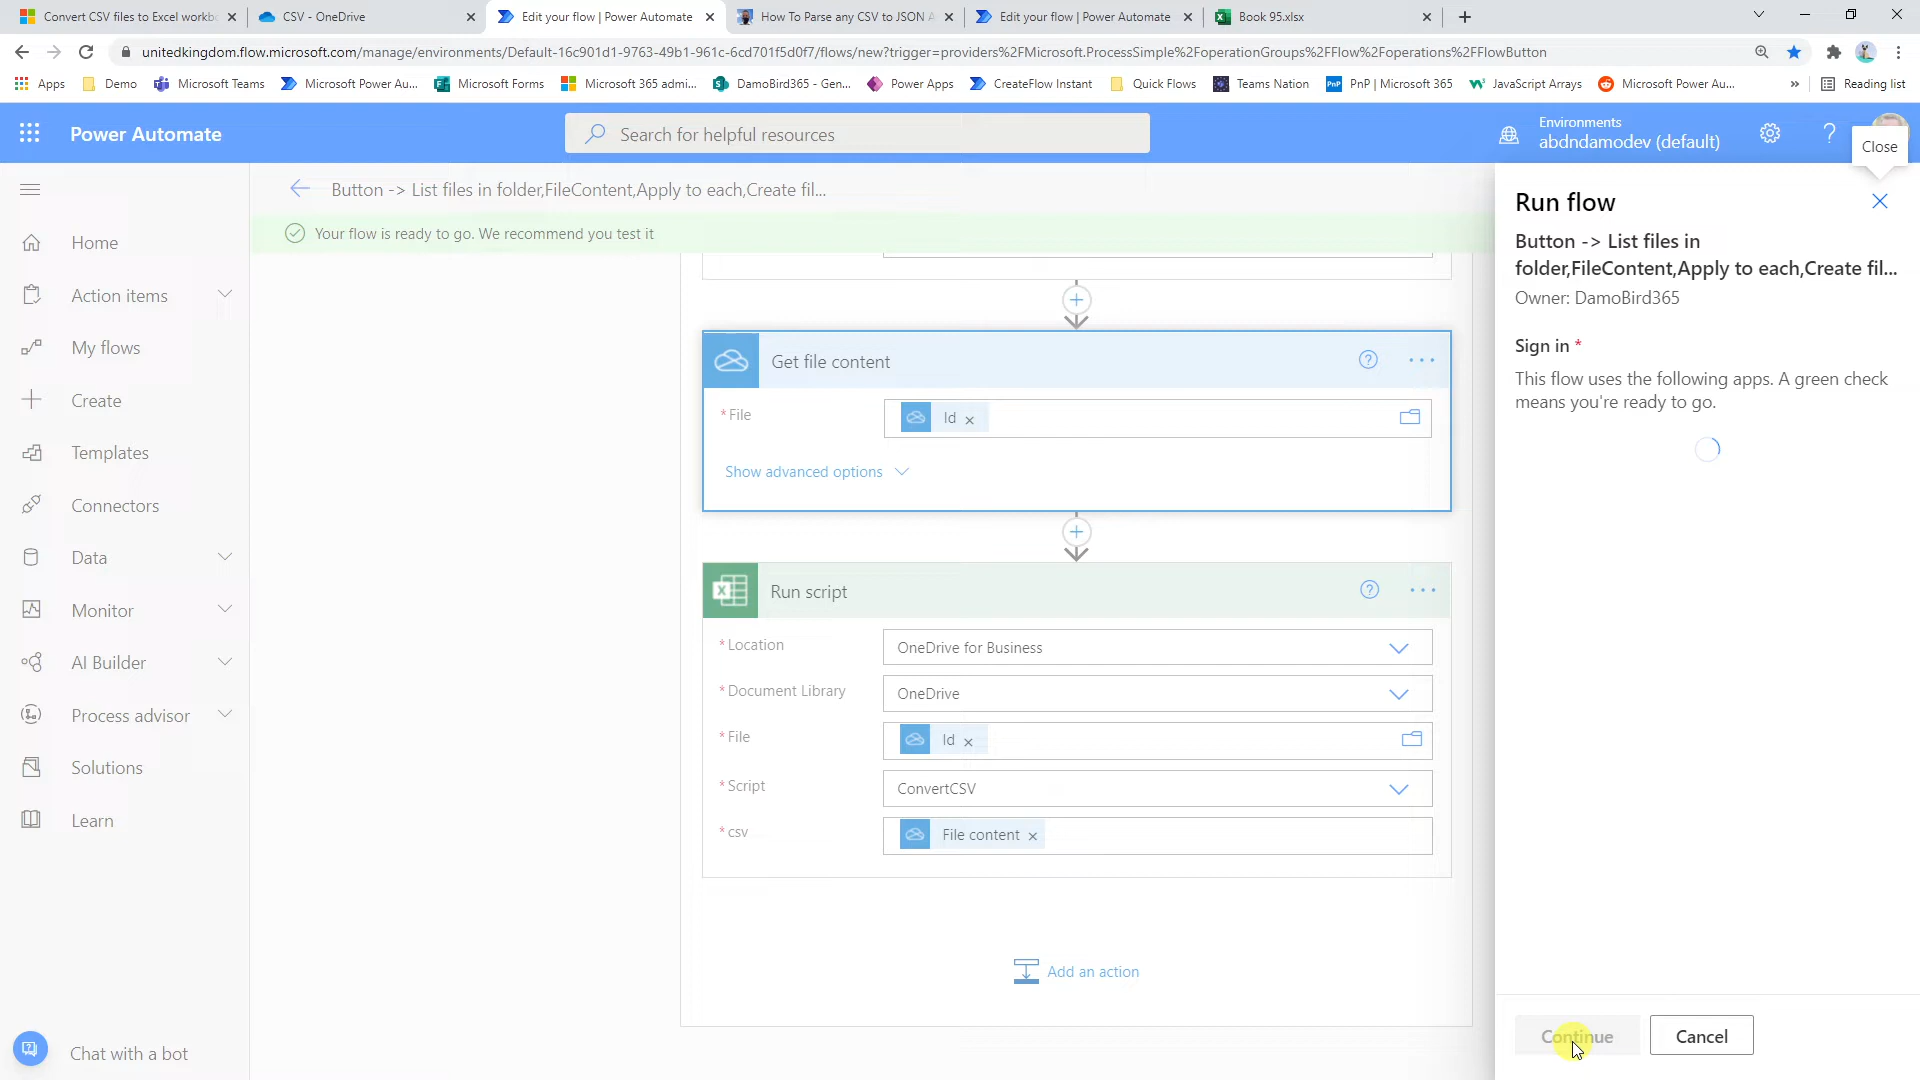 Convert CSV files to Excel workb
CSV - OneDrive
Edit your flow | Power Automate
How To Parse any CSV to JSON A
Edit your flow | Power Automate
Book 95.xlsx
unitedkingdom.flow.microsoft.com/manage/environments/Default-16c901d1-9763-49b1-961c-6cd701f5d0f7/flows/new?trigger=providers%2FMicrosoft.ProcessSimple%2FoperationGroups%2FFlow%2Foperations%2FFlowButton
Apps
Demo
Microsoft Teams
Microsoft Power Au...
Microsoft Forms
Microsoft 365 admi...
DamoBird365 - Gen...
Power Apps
CreateFlow Instant
Quick Flows
Teams Nation
PnP | Microsoft 365
JavaScript Arrays
Microsoft Power Au...
»
Reading list
Power Automate
Search for helpful resources
Environments
abdndamodev (default)
?
Close
Button -> List files in folder,FileContent,Apply to each,Create fil...
Your flow is ready to go. We recommend you test it
Home
Action items
My flows
Create
Templates
Connectors
Data
Monitor
AI Builder
Process advisor
Solutions
Learn
Chat with a bot
Get file content
* File
Id
Show advanced options
Run script
* Location
OneDrive for Business
* Document Library
OneDrive
* File
Id
* Script
ConvertCSV
* csv
File content
Add an action
Run flow
Button -> List files in
folder,FileContent,Apply to each,Create fil...
Owner: DamoBird365
Sign in *
This flow uses the following apps. A green check
means you're ready to go.
Continue
Cancel